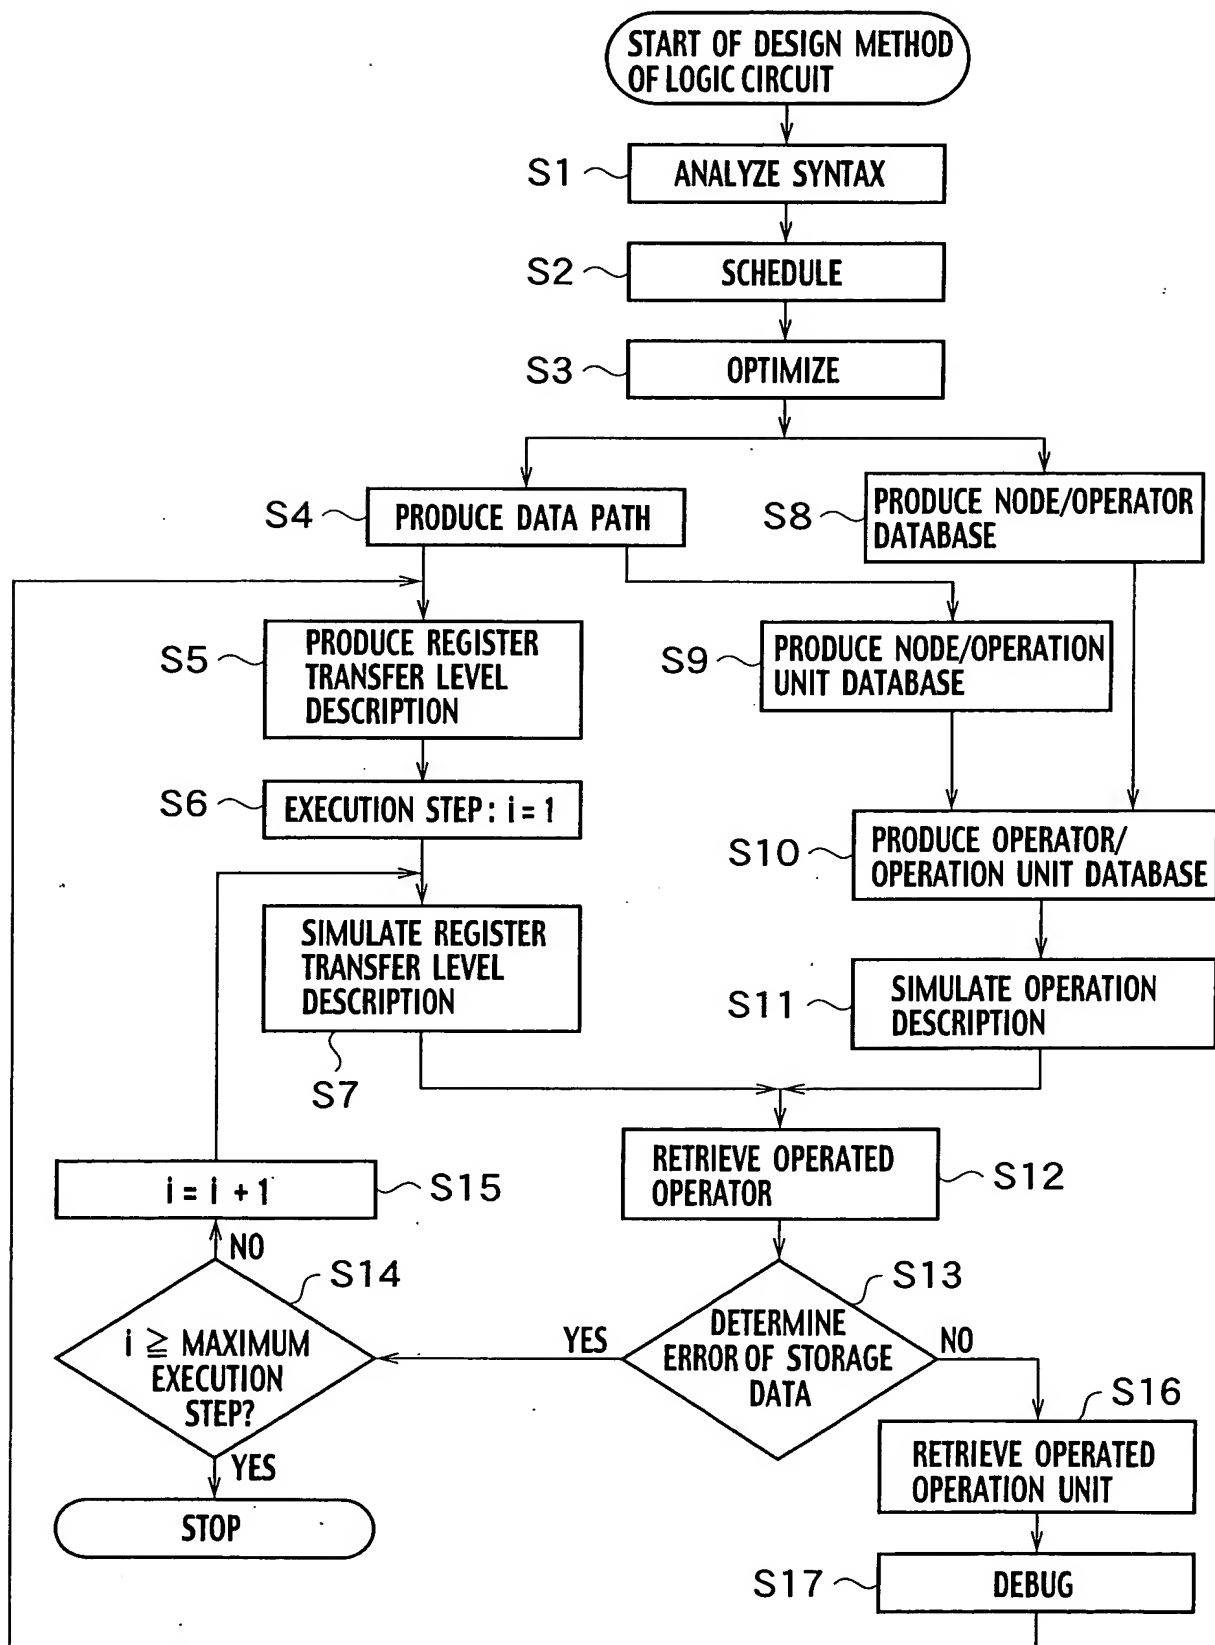 START OF DESIGN METHOD
OF LOGIC CIRCUIT
S1
ANALYZE SYNTAX
S2
SCHEDULE
S3
OPTIMIZE
S4
PRODUCE DATA PATH
S8
PRODUCE NODE/OPERATOR
DATABASE
S5
PRODUCE REGISTER
TRANSFER LEVEL
DESCRIPTION
S9
PRODUCE NODE/OPERATION
UNIT DATABASE
S6
EXECUTION STEP: i = 1
S10
PRODUCE OPERATOR/
OPERATION UNIT DATABASE
SIMULATE REGISTER
TRANSFER LEVEL
DESCRIPTION
S7
S11
SIMULATE OPERATION
DESCRIPTION
RETRIEVE OPERATED
OPERATOR
S12
i = i + 1
S15
NO
S14
i ≧ MAXIMUM
EXECUTION
STEP?
YES
S13
DETERMINE
ERROR OF STORAGE
DATA
NO
S16
RETRIEVE OPERATED
OPERATION UNIT
YES
STOP
S17
DEBUG